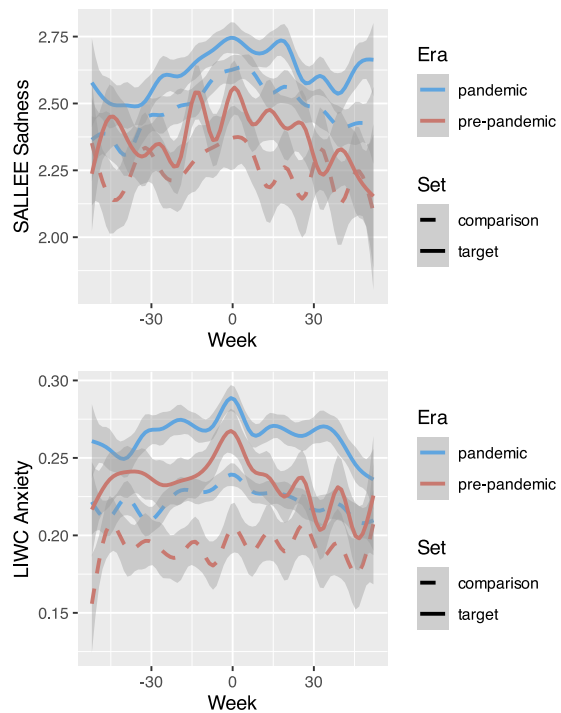 SALLEE Sadness
2.75
2.50
2.25
2.00
-30 0 30
Week
Era
pandemic
pre-pandemic
Set
comparison
target
LIWC Anxiety
0.30
0.25
0.20
0.15
-30 0 30
Week
Era
pandemic
pre-pandemic
Set
comparison
target